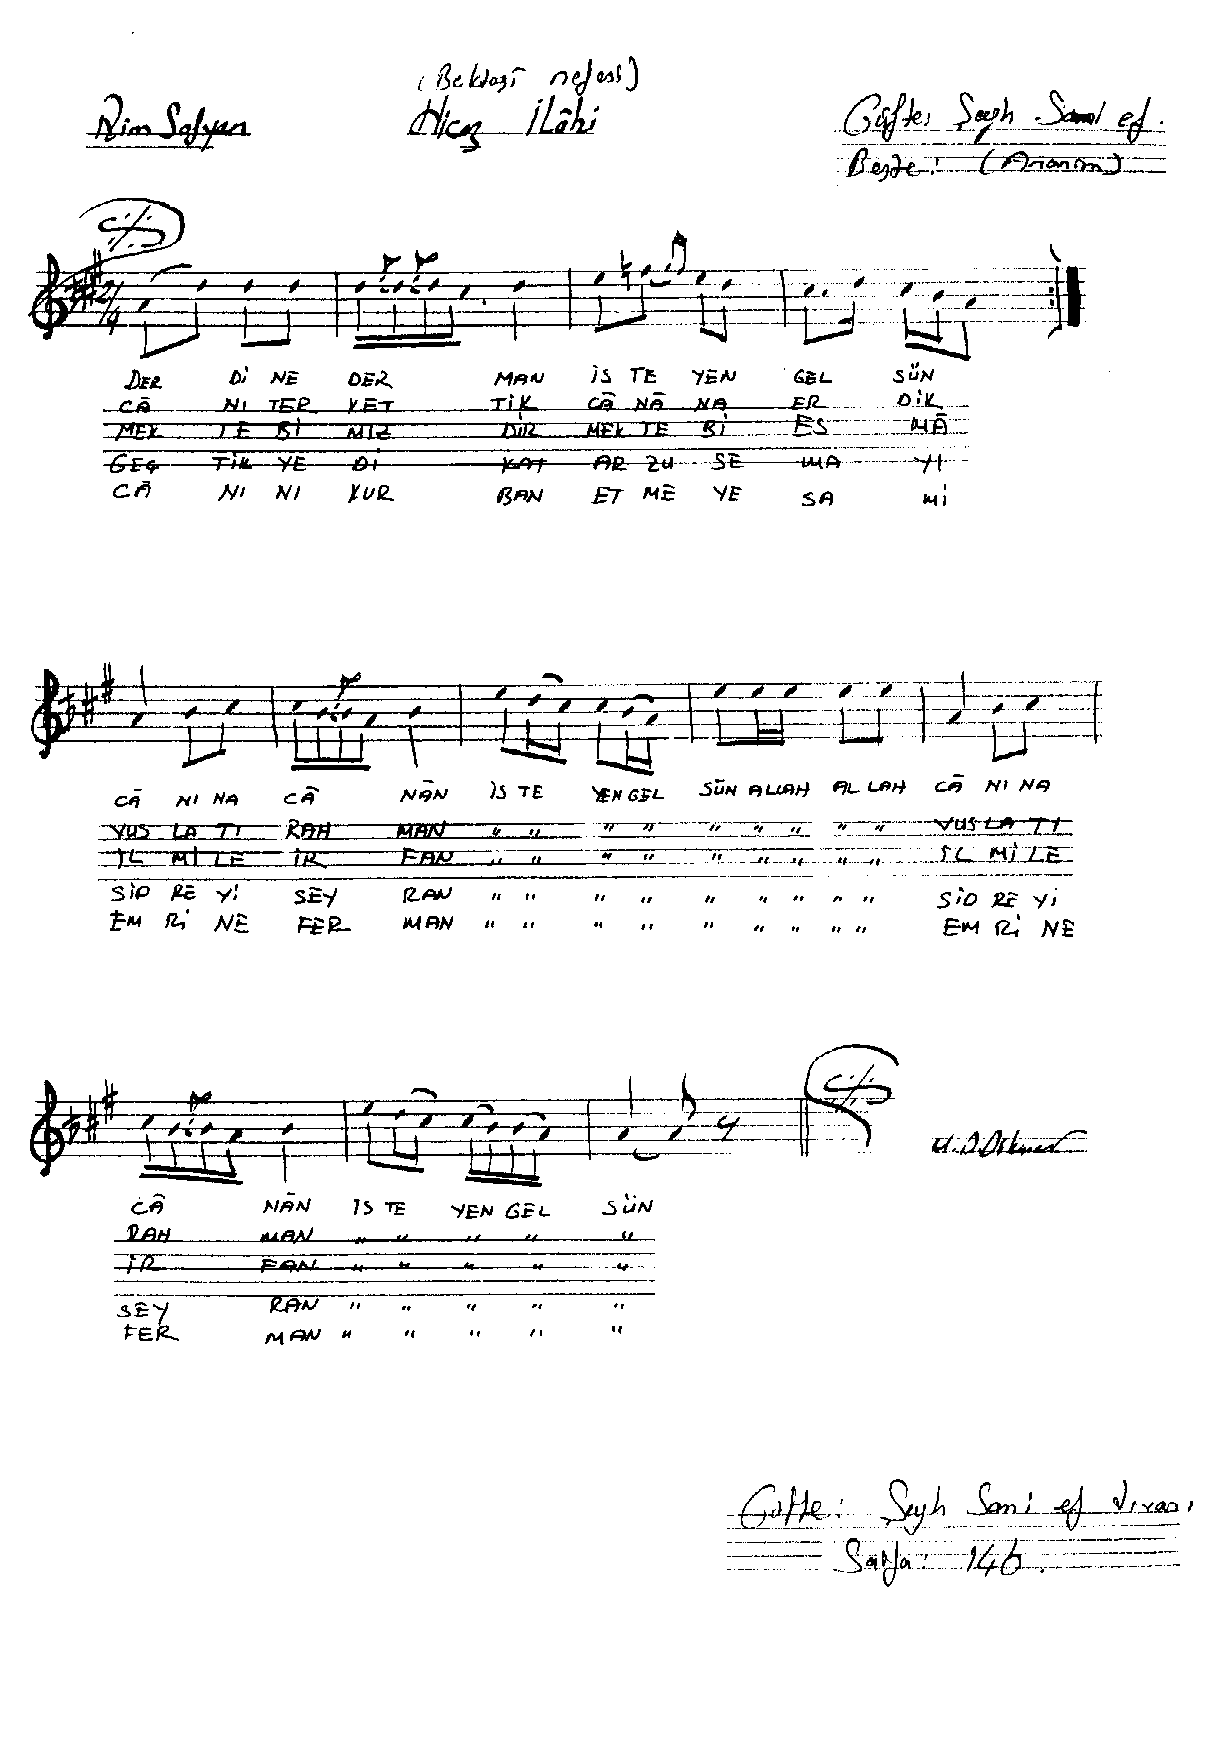 (Bektaşî nefesi)
Nim Sofyan Hicaz İlâhi Güfte: Şeyh Sami ef.
Beste: (Anonim)
2/4
DER Dİ NE DER MAN İS TE YEN GEL SÜN
CÂ NI TER KET TİK CÂ NÂ NA ER DİK
MEK TE Bİ MİZ DİR MEK TE Bİ ES MÂ
GEÇ TİK YE Dİ KAT AR ZU SE MA YI
CÂ NI NI KUR BAN ET ME YE SA Mİ
CÂ NI NA CÂ NÂN İS TE YEN GEL SÜN ALLAH AL LAH CÂ NI NA
VUS LA TI RAH MAN " " " " " " " " " VUS LA TI
İL Mİ LE İR FAN " " " " " " " " " İL Mİ LE
SİD RE Yİ SEY RAN " " " " " " " " " SİD RE Yİ
EM Rİ NE FER MAN " " " " " " " " " EM Rİ NE
CÂ NÂN İS TE YEN GEL SÜN
RAH MAN " " " " "
İR FAN " " " " "
SEY RAN " " " " "
FER MAN " " " " "
Güfte: Şeyh Sami ef divanı
Sayfa: 146.